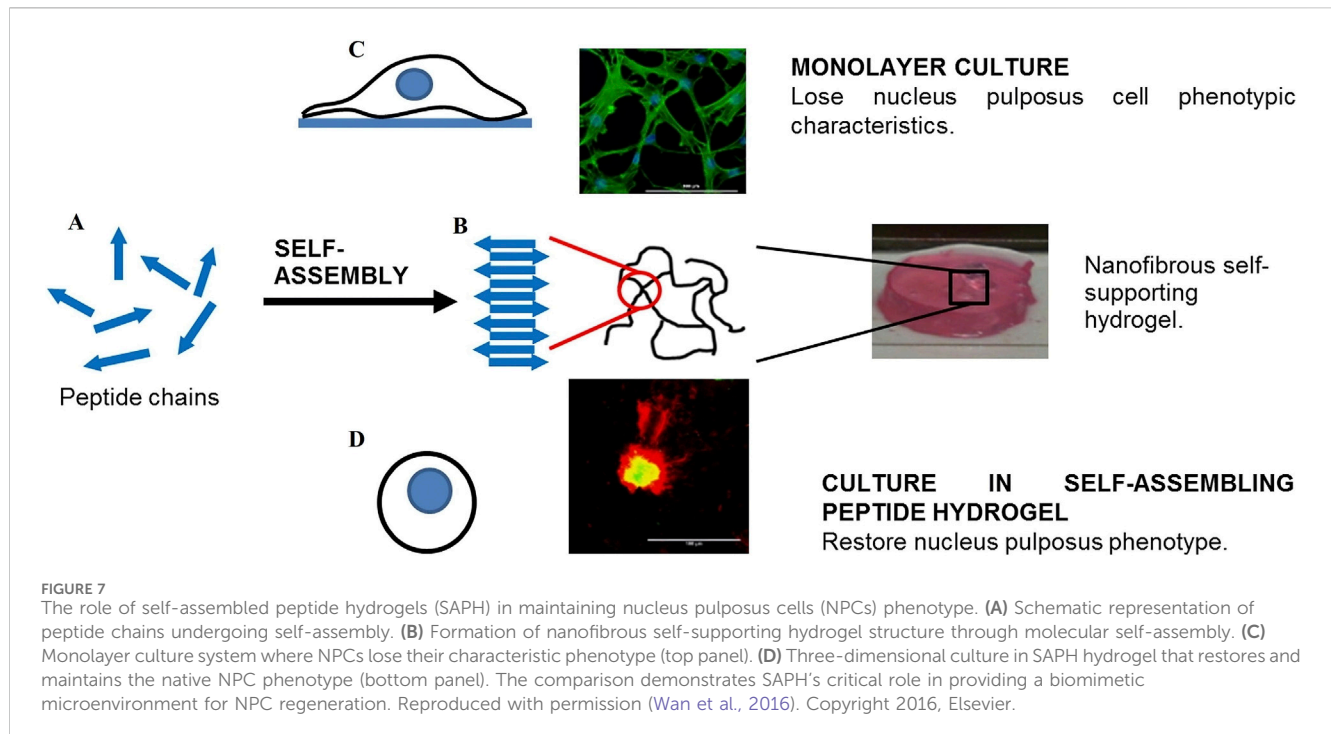 C
MONOLAYER CULTURE
Lose nucleus pulposus cell phenotypic
characteristics.
A
SELF-
ASSEMBLY
B
Nanofibrous self-
supporting
hydrogel.
Peptide chains
D
CULTURE IN SELF-ASSEMBLING
PEPTIDE HYDROGEL
Restore nucleus pulposus phenotype.
FIGURE 7
The role of self-assembled peptide hydrogels (SAPH) in maintaining nucleus pulposus cells (NPCs) phenotype. (A) Schematic representation of
peptide chains undergoing self-assembly. (B) Formation of nanofibrous self-supporting hydrogel structure through molecular self-assembly. (C)
Monolayer culture system where NPCs lose their characteristic phenotype (top panel). (D) Three-dimensional culture in SAPH hydrogel that restores and
maintains the native NPC phenotype (bottom panel). The comparison demonstrates SAPH's critical role in providing a biomimetic
microenvironment for NPC regeneration. Reproduced with permission (Wan et al., 2016). Copyright 2016, Elsevier.